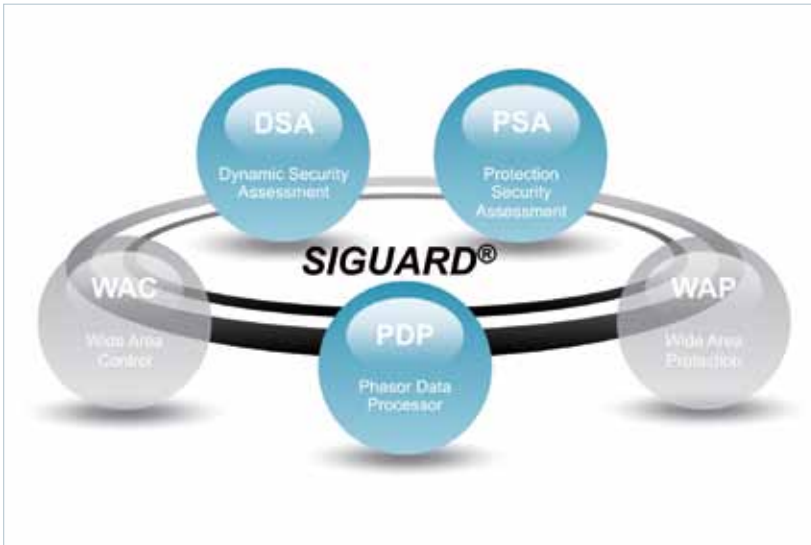 DSA
Dynamic Security
Assessment
PSA
Protection
Security
Assessment
SIGUARD®
WAC
Wide Area
Control
PDP
Phasor Data
Processor
WAP
Wide Area
Protection